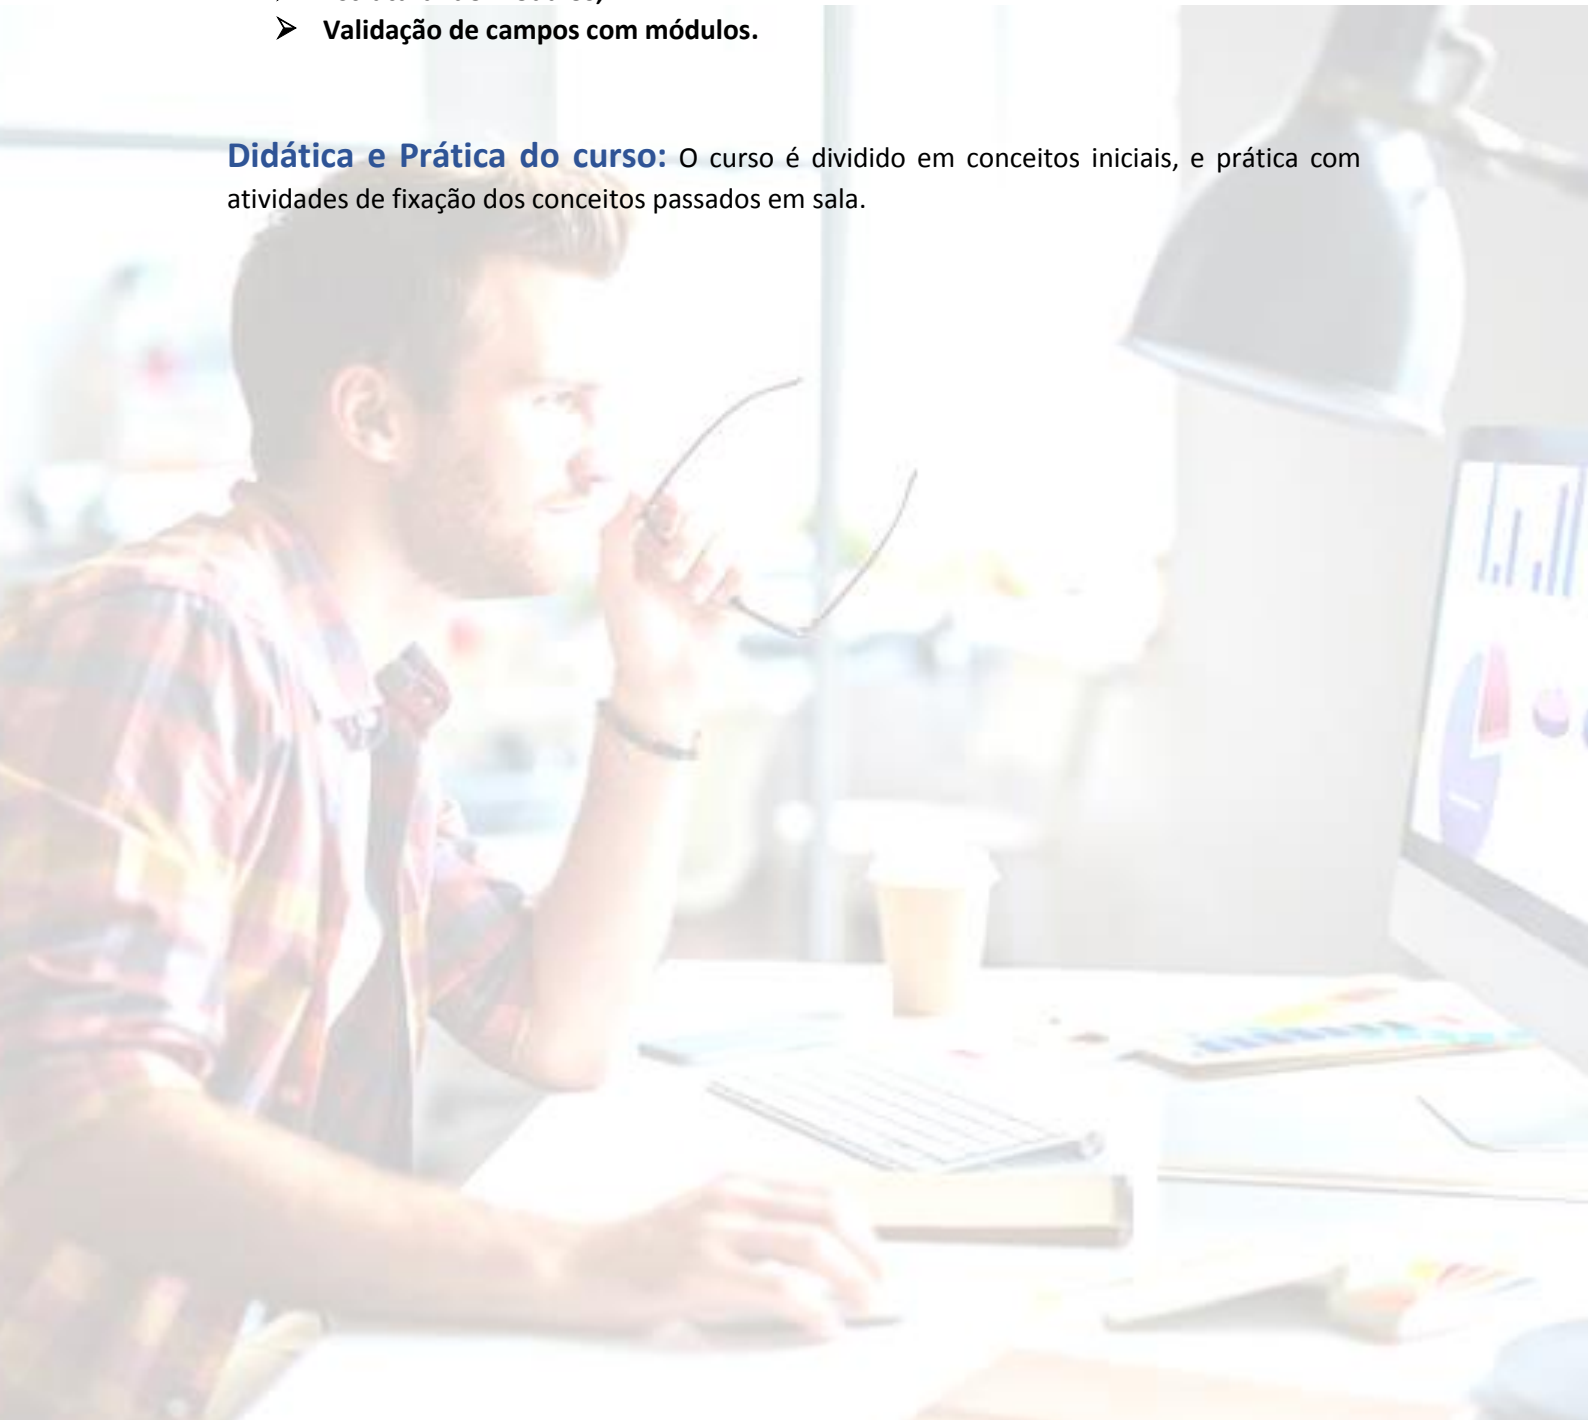 ➢ Validação de campos com módulos.
Didática e Prática do curso: O curso é dividido em conceitos iniciais, e prática com
atividades de fixação dos conceitos passados em sala.